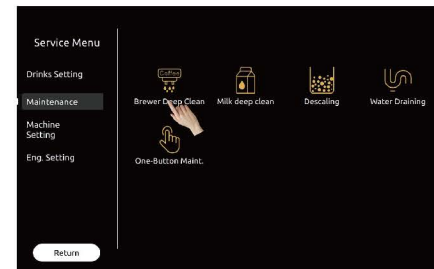 Service Menu
Drinks Setting
Maintenance
Machine
Setting
Eng. Setting
Return
Coffee
Brewer Deep Clean
Milk deep clean
Descaling
Water Draining
One-Button Maint.